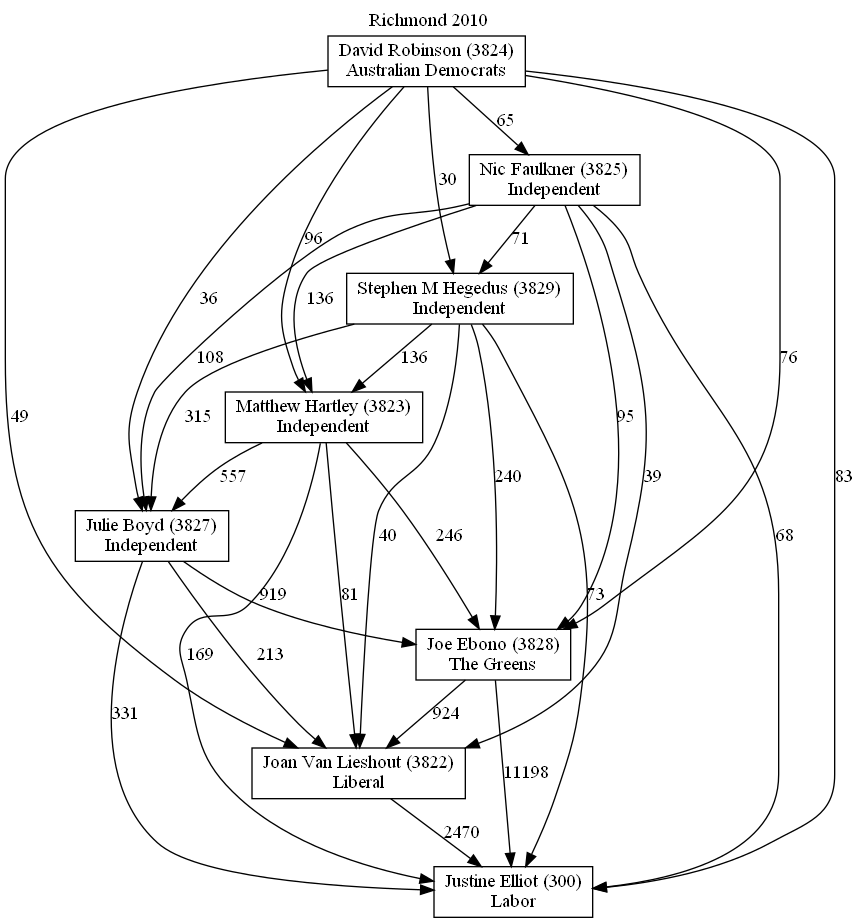 Richmond 2010
David Robinson (3824)
Australian Democrats
65
Nic Faulkner (3825)
Independent
30
96
71
Stephen M Hegedus (3829)
Independent
36
136
108
136
76
Matthew Hartley (3823)
Independent
49
315
95
557
240
39
83
Julie Boyd (3827)
Independent
40
246
68
919
81
73
Joe Ebono (3828)
The Greens
169
213
331
924
Joan Van Lieshout (3822)
Liberal
11198
2470
Justine Elliot (300)
Labor